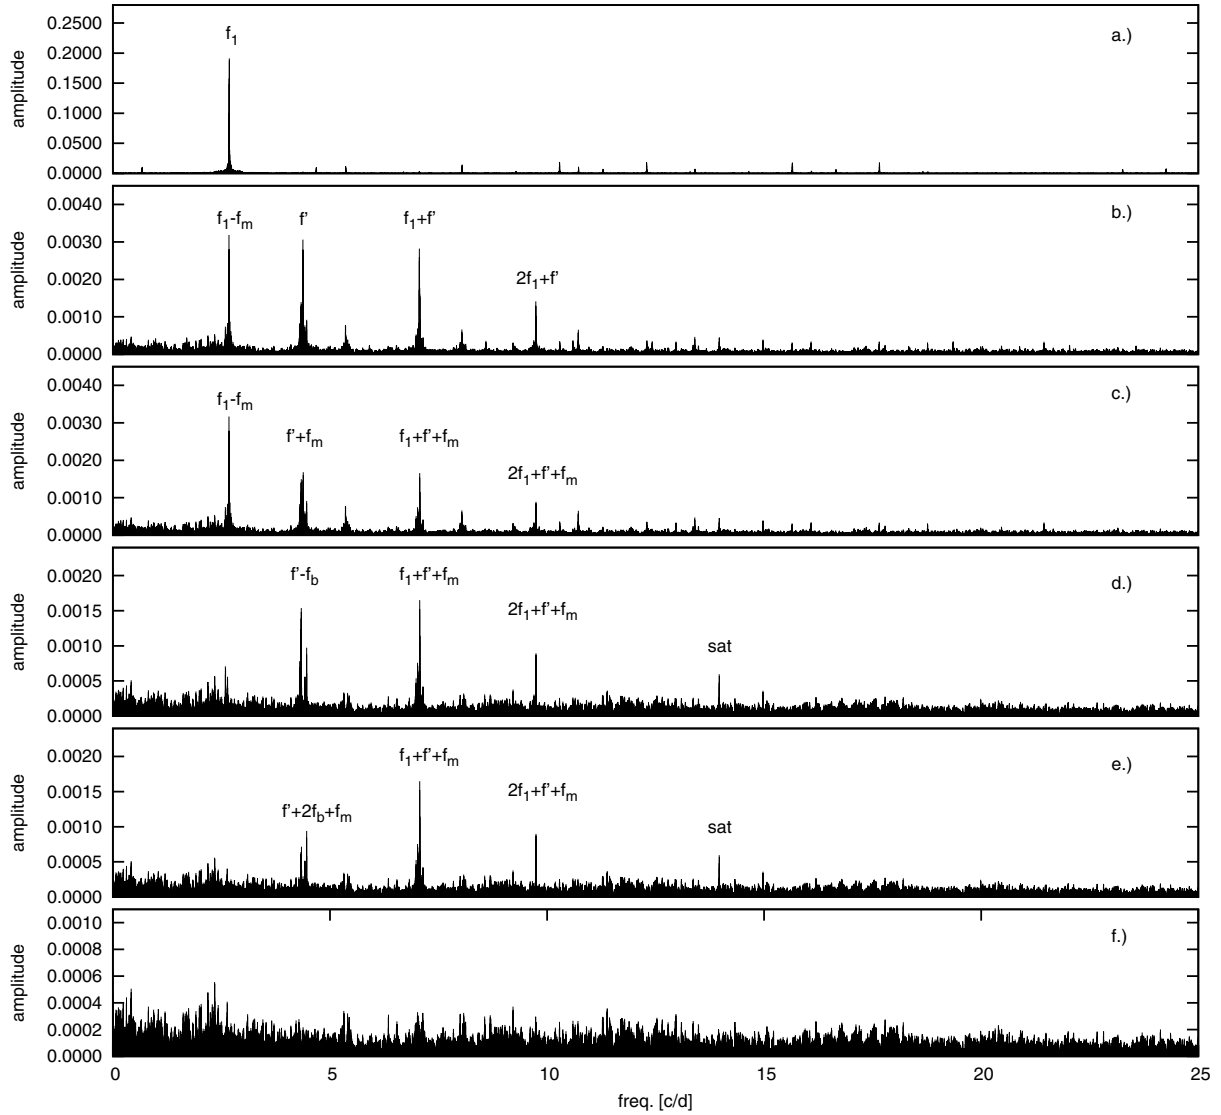 amplitude
0.2500
0.2000
0.1500
0.1000
0.0500
0.0000
f1
a.)
amplitude
0.0040
0.0030
0.0020
0.0010
0.0000
f1-fm
f'
f1+f'
2f1+f'
b.)
amplitude
0.0040
0.0030
0.0020
0.0010
0.0000
f1-fm
f'+fm
f1+f'+fm
2f1+f'+fm
c.)
amplitude
0.0020
0.0015
0.0010
0.0005
0.0000
f'-fb
f1+f'+fm
2f1+f'+fm
sat
d.)
amplitude
0.0020
0.0015
0.0010
0.0005
0.0000
f'+2fb+fm
f1+f'+fm
2f1+f'+fm
sat
e.)
amplitude
0.0010
0.0008
0.0006
0.0004
0.0002
0.0000
f.)
0 5 10 15 20 25
freq. [c/d]